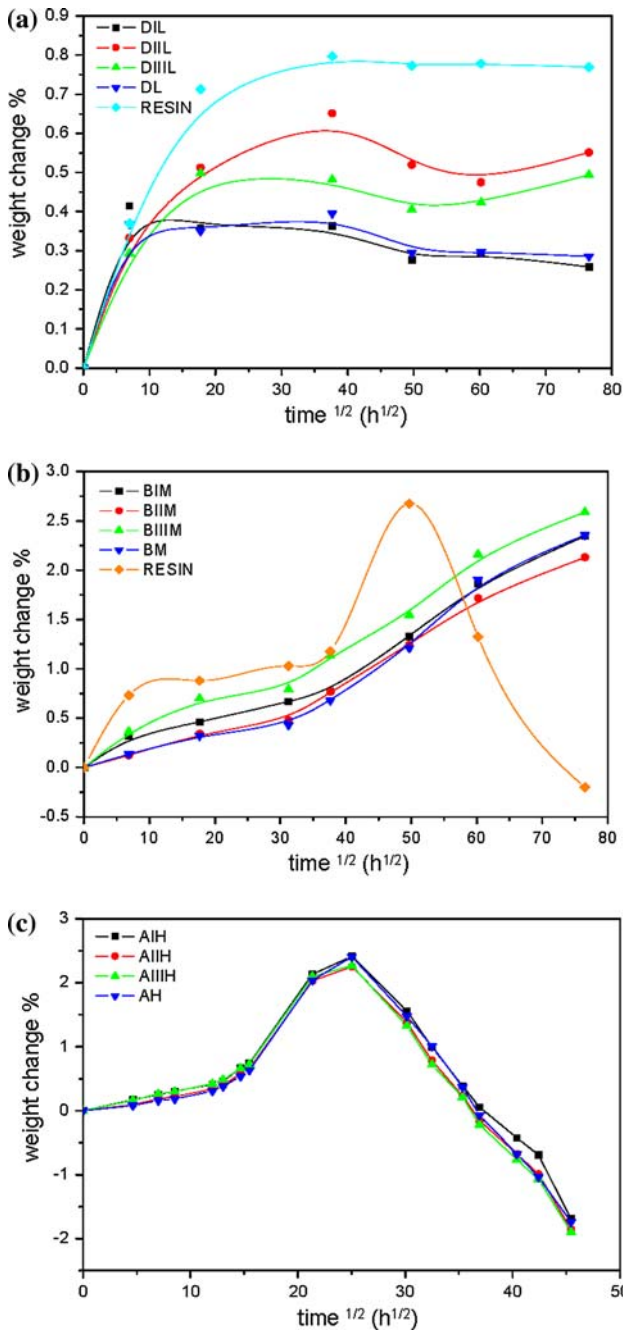 (a)
0.9
0.8
0.7
0.6
0.5
0.4
0.3
0.2
0.1
0.0
weight change %
DIL
DIIL
DIIIL
DL
RESIN
0 10 20 30 40 50 60 70 80
time ^1/2 (h^1/2)
(b)
3.0
2.5
2.0
1.5
1.0
0.5
0.0
-0.5
weight change %
BIM
BIIM
BIIIM
BM
RESIN
0 10 20 30 40 50 60 70 80
time ^1/2 (h^1/2)
(c)
3
2
1
0
-1
-2
weight change %
AIH
AIIH
AIIIH
AH
0 10 20 30 40 50
time ^1/2 (h^1/2)